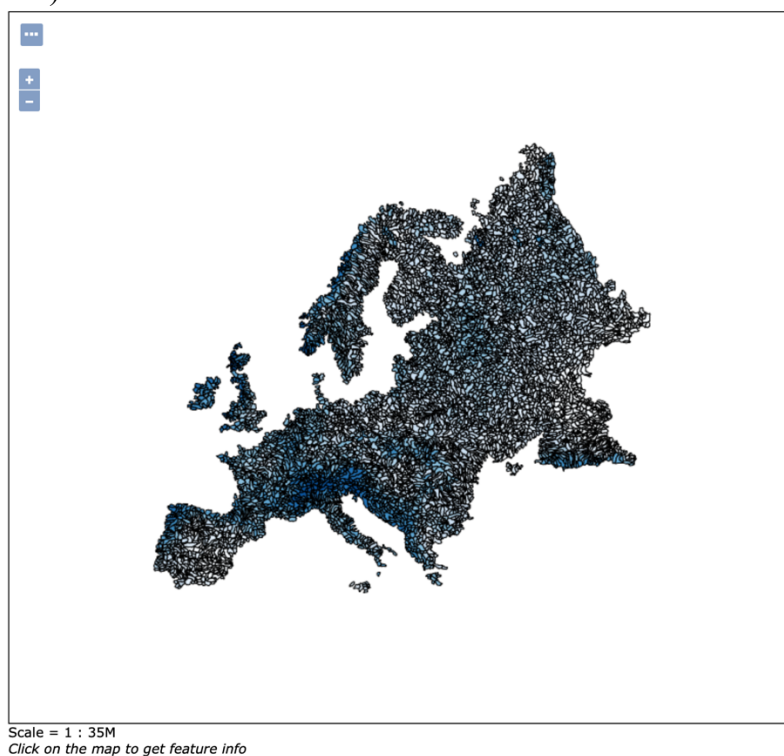 ...
+
−
Scale = 1 : 35M
Click on the map to get feature info